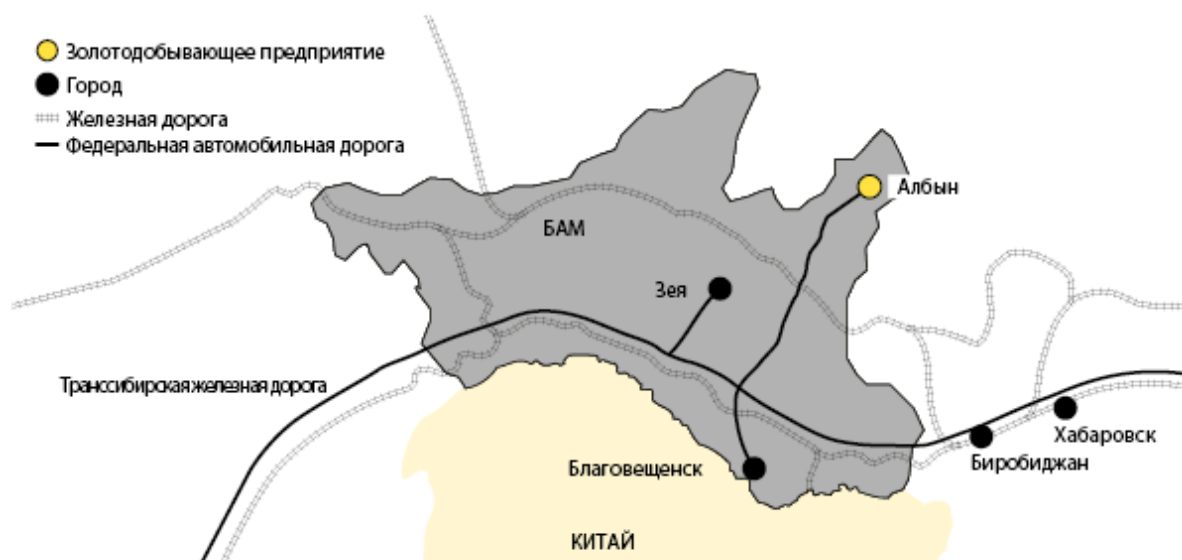 Золотодобывающее предприятие
Город
Железная дорога
Федеральная автомобильная дорога
Албын
БАМ
Зея
Транссибирская железная дорога
Хабаровск
Биробиджан
Благовещенск
КИТАЙ